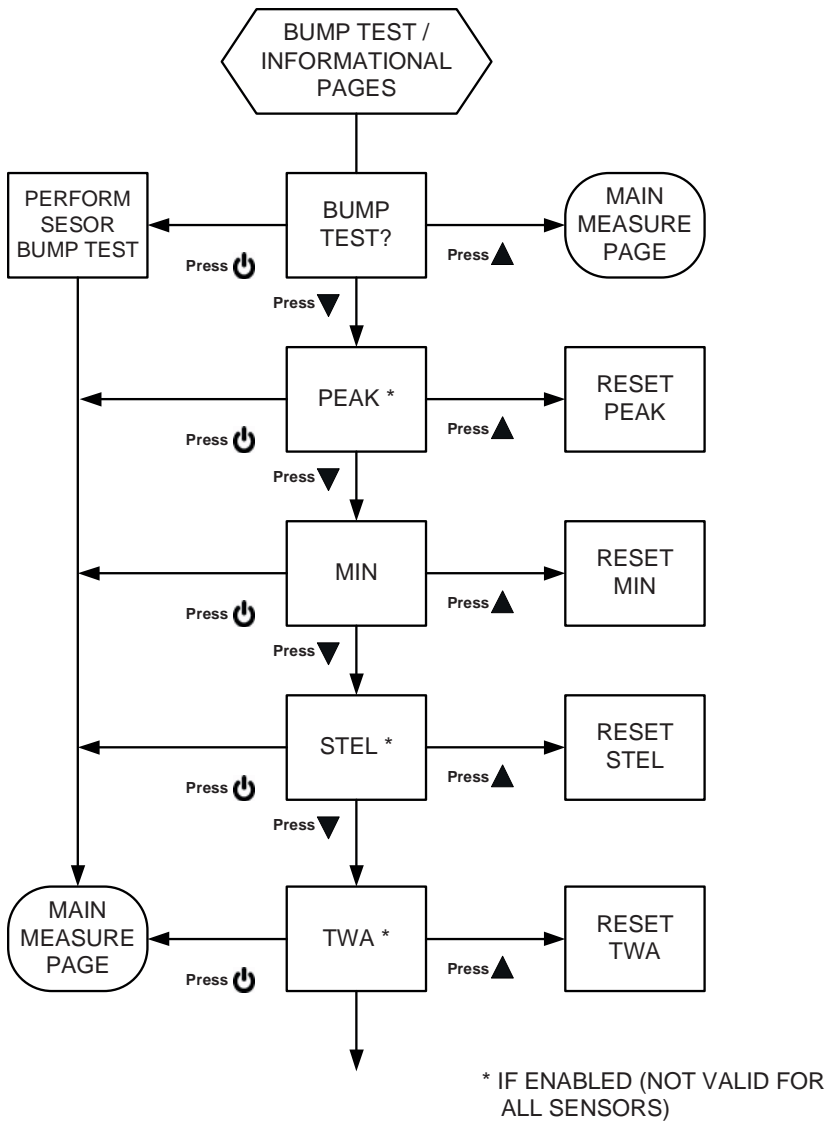 BUMP TEST /
INFORMATIONAL
PAGES
PERFORM
SESOR
BUMP TEST
BUMP
TEST?
MAIN
MEASURE
PAGE
Press
Press
Press
PEAK *
RESET
PEAK
Press
Press
Press
MIN
RESET
MIN
Press
Press
Press
STEL *
RESET
STEL
Press
Press
Press
MAIN
MEASURE
PAGE
TWA *
RESET
TWA
Press
Press
* IF ENABLED (NOT VALID FOR
ALL SENSORS)